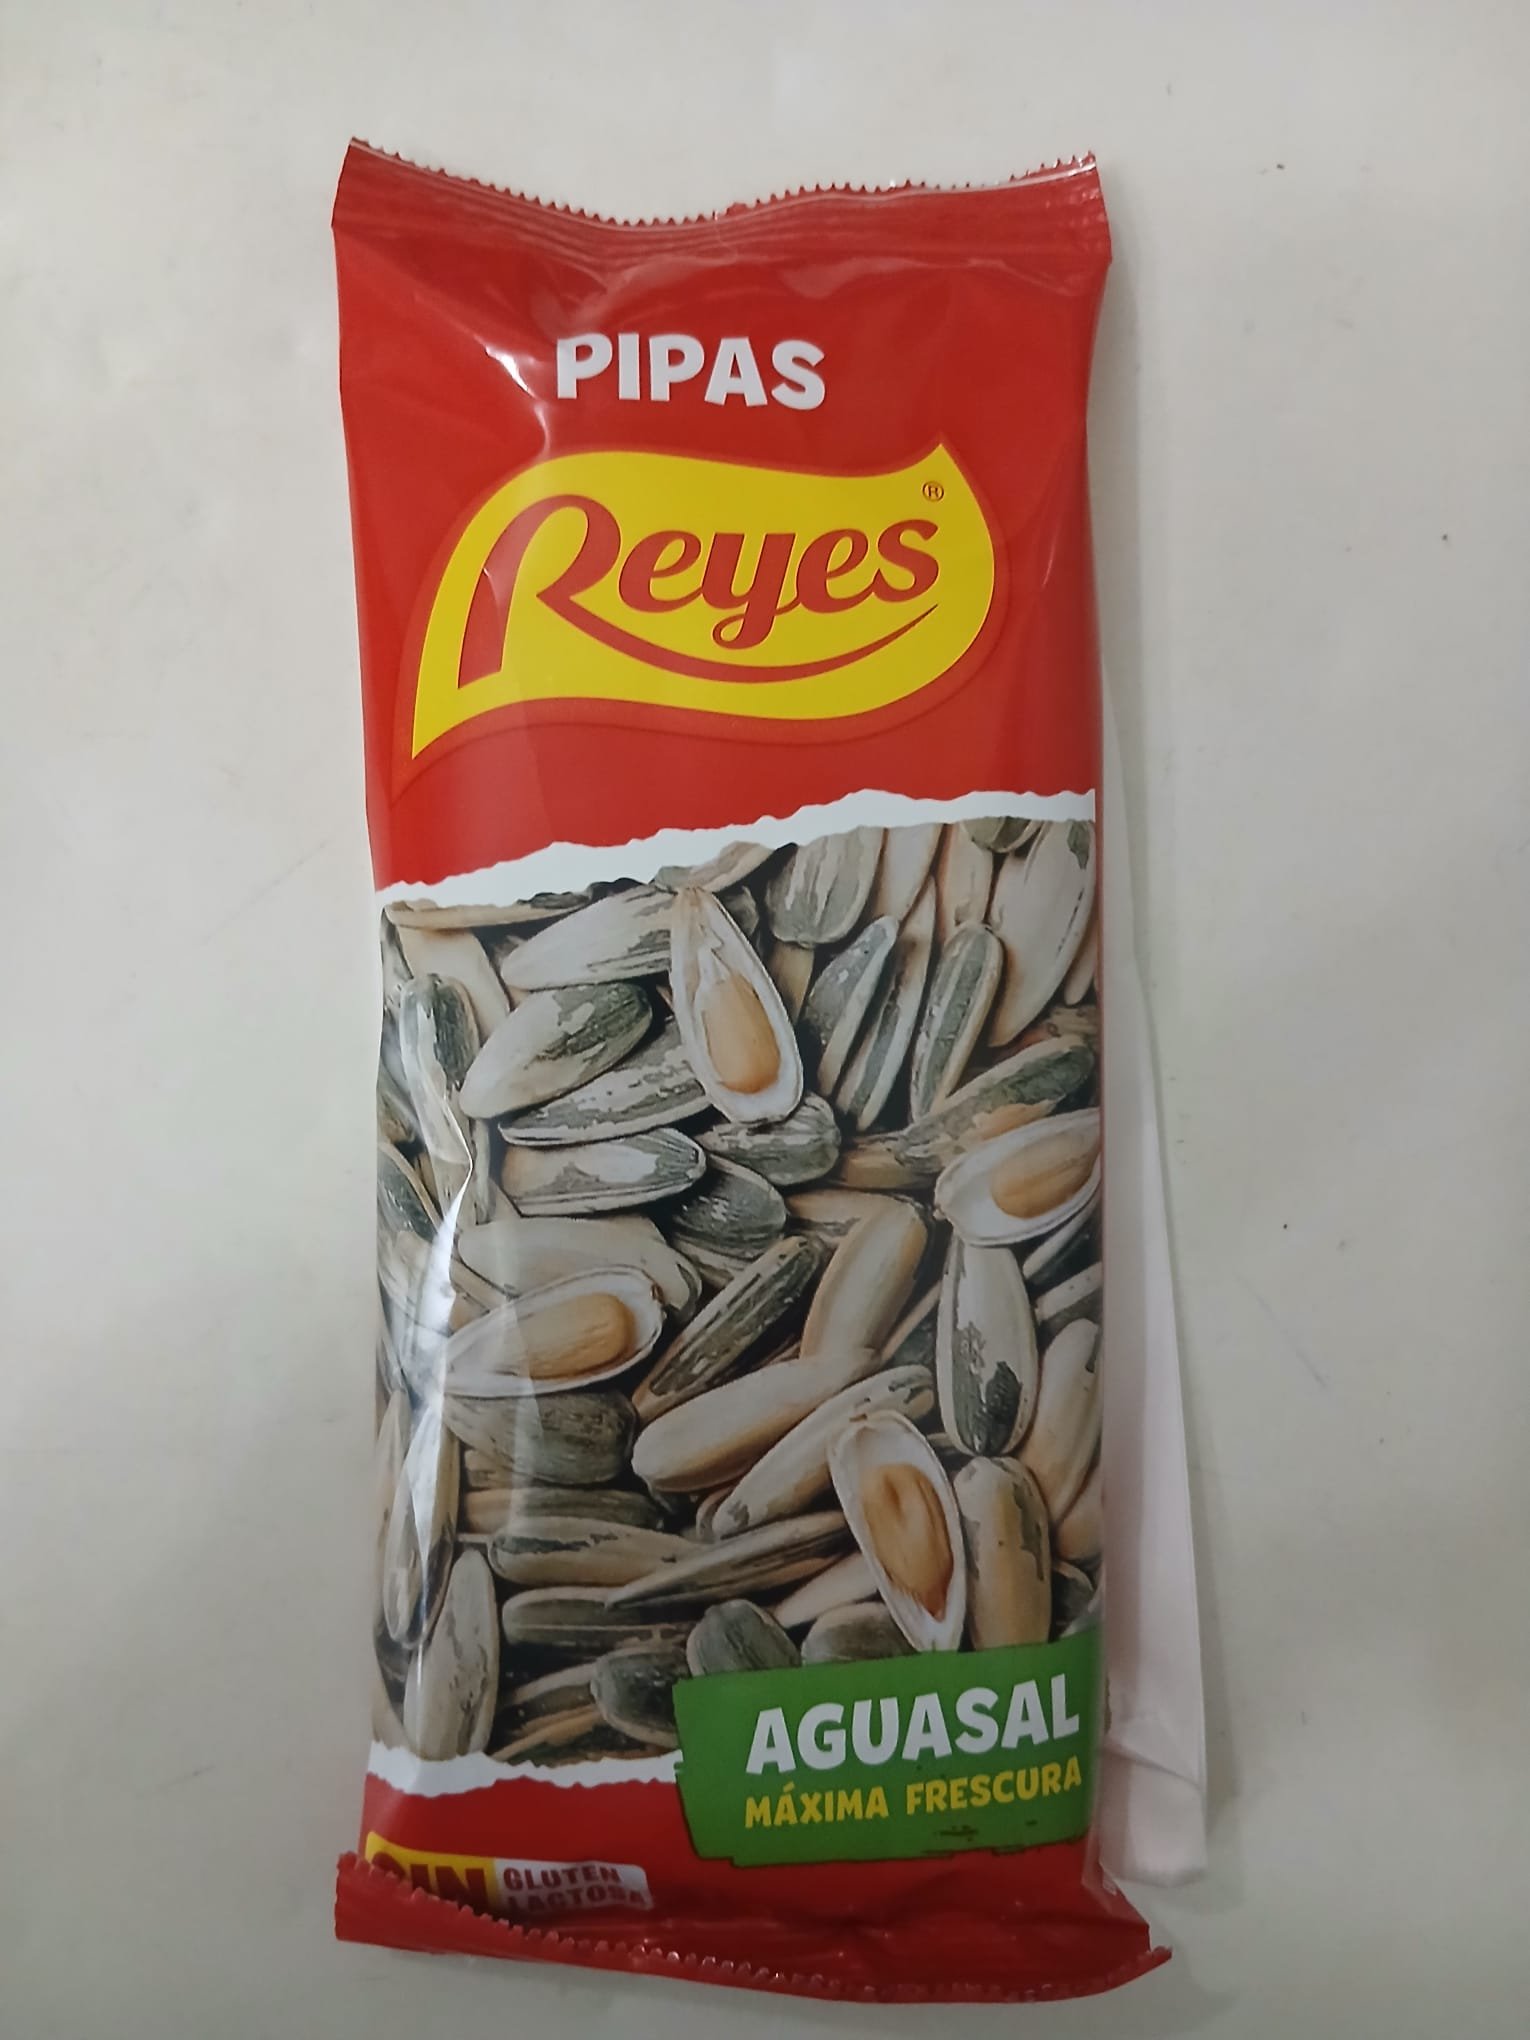 PIPAS
Reyes®
AGUASAL
MÁXIMA FRESCURA
SIN GLUTEN
LACTOSA